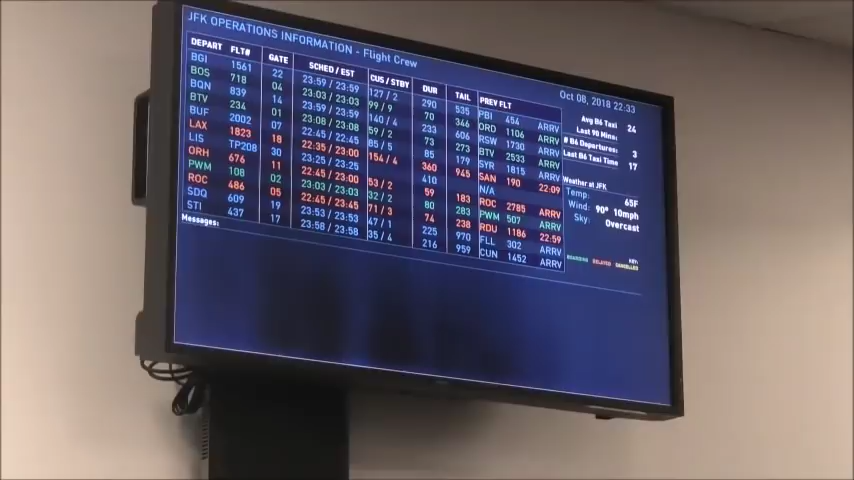 JFK OPERATIONS INFORMATION - Flight Crew
Oct 08, 2018 22:33
DEPART FLT# GATE SCHED / EST CUS / STBY DUR TAIL PREV FLT
BGI 1561 22 23:59 / 23:59 127 / 2 290 535 PBI 454 ARRV
BOS 718 04 23:03 / 23:03 99 / 9 70 346 ORD 1106 ARRV
BQN 839 14 23:59 / 23:59 140 / 4 233 606 RSW 1730 ARRV
BTV 234 01 23:08 / 23:08 59 / 2 73 273 BTV 2533 ARRV
BUF 2002 07 22:45 / 22:45 85 / 5 85 179 SYR 1815 ARRV
LAX 1823 18 22:35 / 23:00 154 / 4 360 945 SAN 190 22:09
LIS TP208 30 23:25 / 23:25 410 N/A
ORH 676 11 22:45 / 23:00 53 / 2 59 183 ROC 2785 ARRV
PWM 108 02 23:03 / 23:03 32 / 2 80 283 PWM 507 ARRV
ROC 486 05 22:45 / 23:45 71 / 3 74 238 RDU 1186 22:59
SDQ 609 19 23:53 / 23:53 47 / 1 225 970 FLL 302 ARRV
STI 437 17 23:58 / 23:58 35 / 4 216 959 CUN 1452 ARRV
Messages:
Avg B6 Taxi 24
Last 90 Mins:
# B6 Departures: 3
Last B6 Taxi Time 17
Weather at JFK
Temp: 65F
Wind: 90° 10mph
Sky: Overcast
KEY:
BOARDING DELAYED CANCELLED